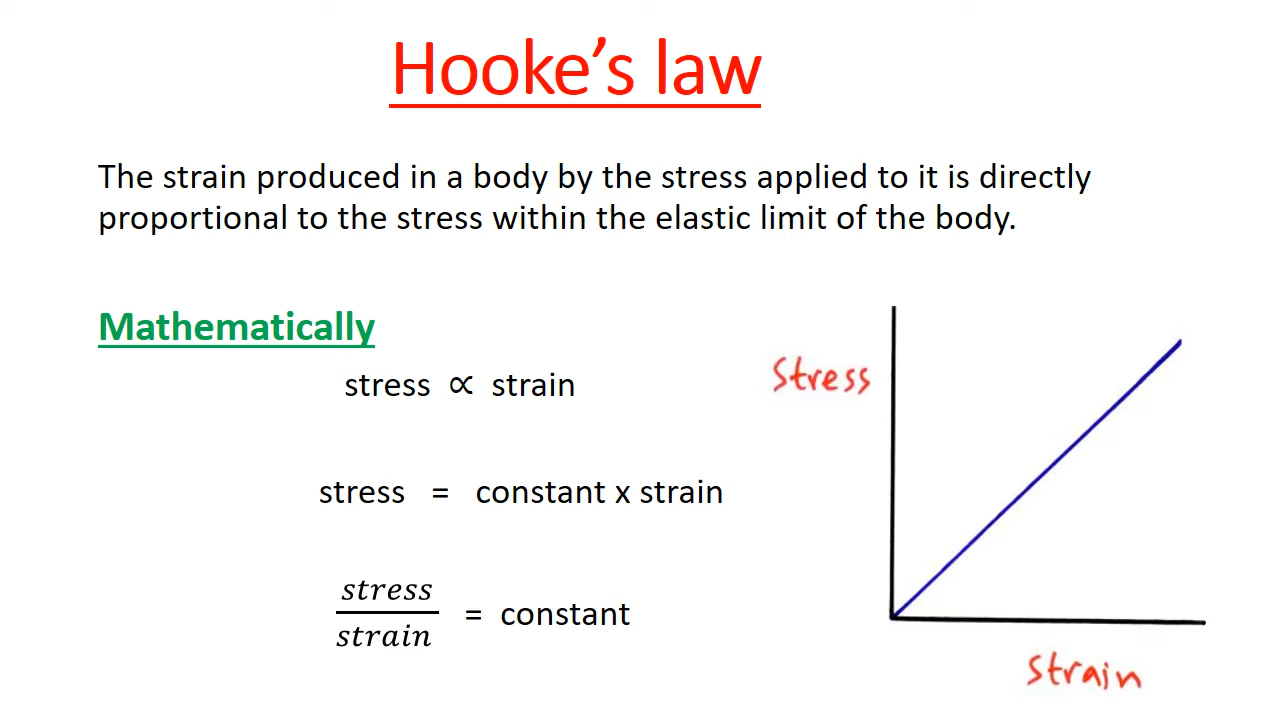 Hooke’s law
The strain produced in a body by the stress applied to it is directly
proportional to the stress within the elastic limit of the body.
Mathematically
stress ∝ strain
stress = constant x strain
stress
strain
= constant
Stress
Strain